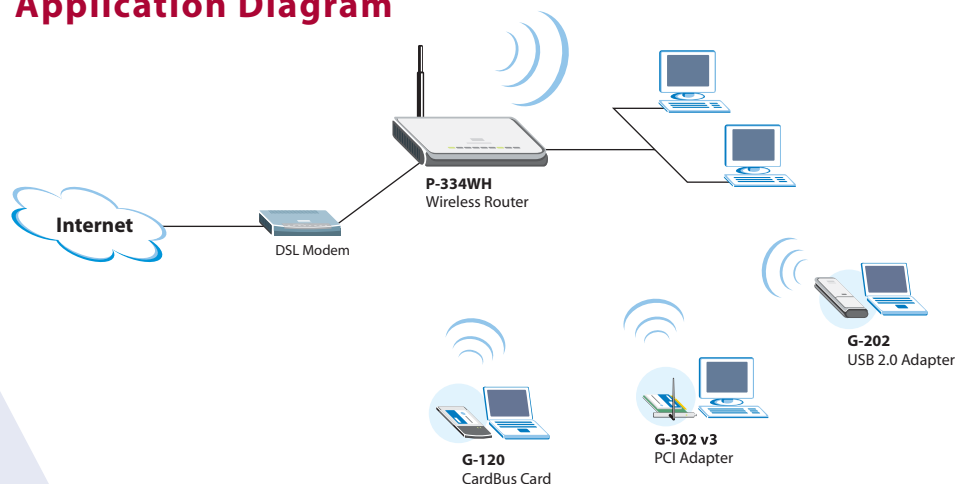 Application Diagram
P-334WH
Wireless Router
Internet
DSL Modem
G-202
USB 2.0 Adapter
G-302 v3
PCI Adapter
G-120
CardBus Card